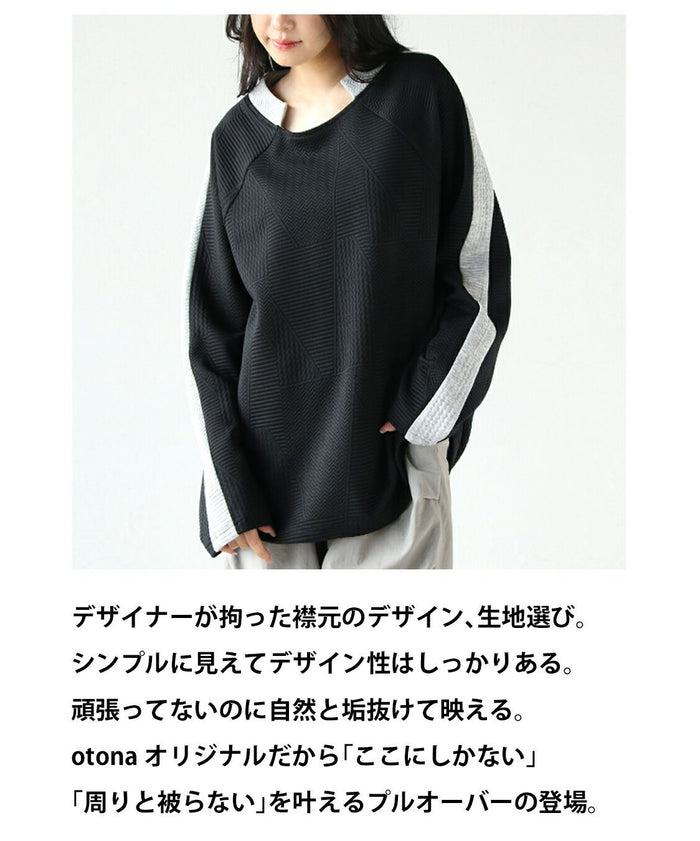 デザイナーが拘った襟元のデザイン、生地選び。
シンプルに見えてデザイン性はしっかりある。
頑張ってないのに自然と垢抜けて映える。
otona オリジナルだから｢ここにしかない｣
｢周りと被らない｣を叶えるプルオーバーの登場。